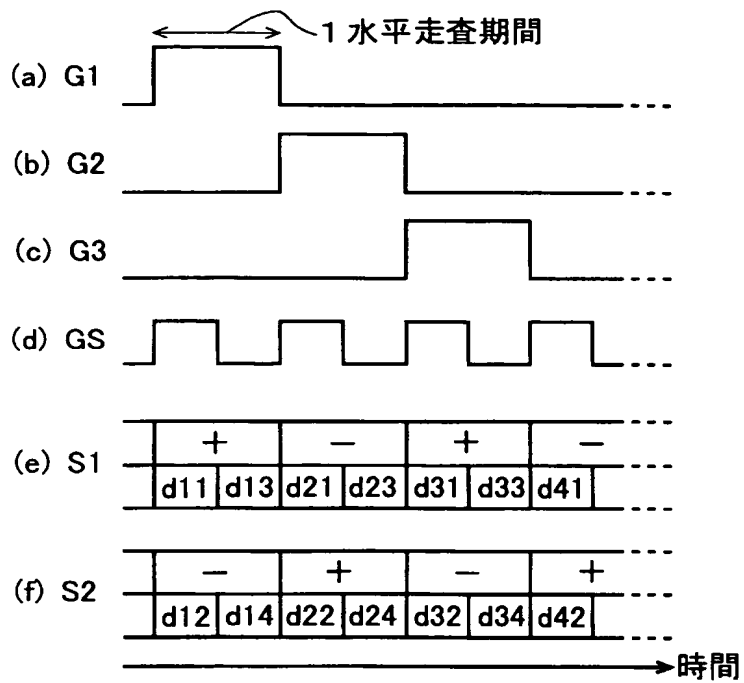 1水平走査期間
(a) G1
(b) G2
(c) G3
(d) GS
+ − + −
(e) S1
d11 d13 d21 d23 d31 d33 d41
− + − +
(f) S2
d12 d14 d22 d24 d32 d34 d42
時間